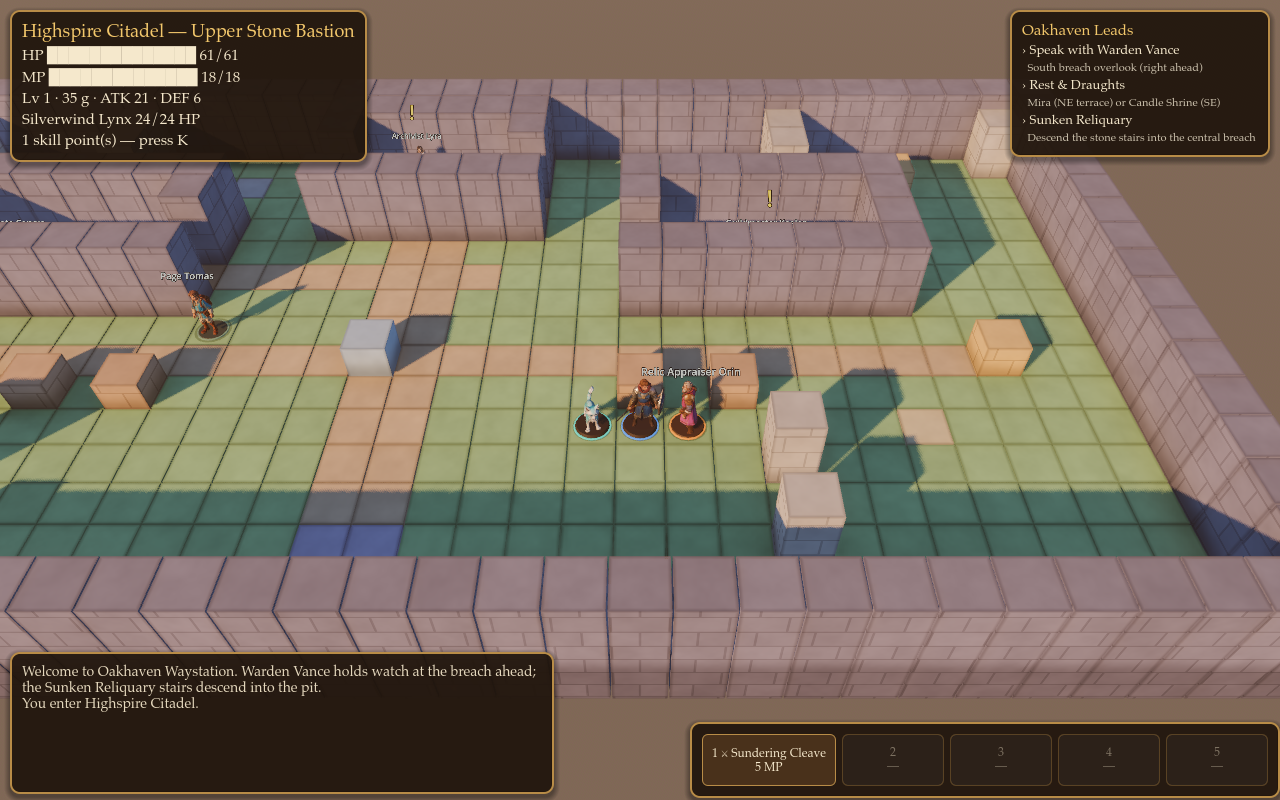 Highspire Citadel — Upper Stone Bastion
HP 61/61
MP 18/18
Lv 1 · 35 g · ATK 21 · DEF 6
Silverwind Lynx 24/24 HP
1 skill point(s) — press K
Oakhaven Leads
› Speak with Warden Vance
South breach overlook (right ahead)
› Rest & Draughts
Mira (NE terrace) or Candle Shrine (SE)
› Sunken Reliquary
Descend the stone stairs into the central breach
!
!
Page Tomas
Relic Appraiser Orin
Welcome to Oakhaven Waystation. Warden Vance holds watch at the breach ahead;
the Sunken Reliquary stairs descend into the pit.
You enter Highspire Citadel.
1 ⚔ Sundering Cleave
5 MP
2
—
3
—
4
—
5
—